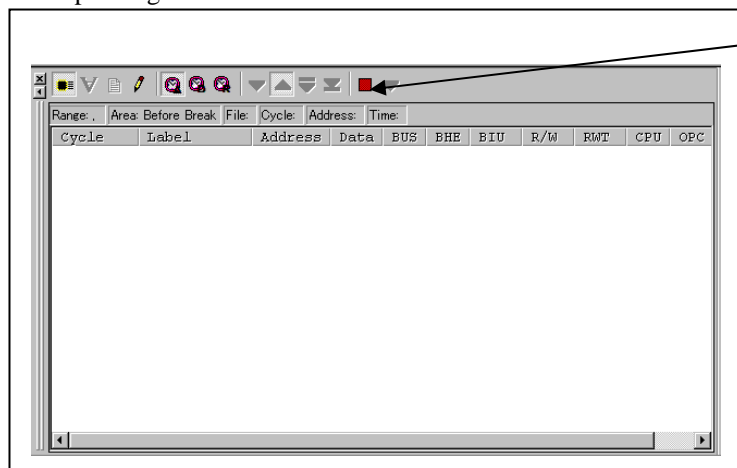 Range: , Area: Before Break File: Cycle: Address: Time:
Cycle Label Address Data BUS BHE BIU R/W RWT CPU OPC